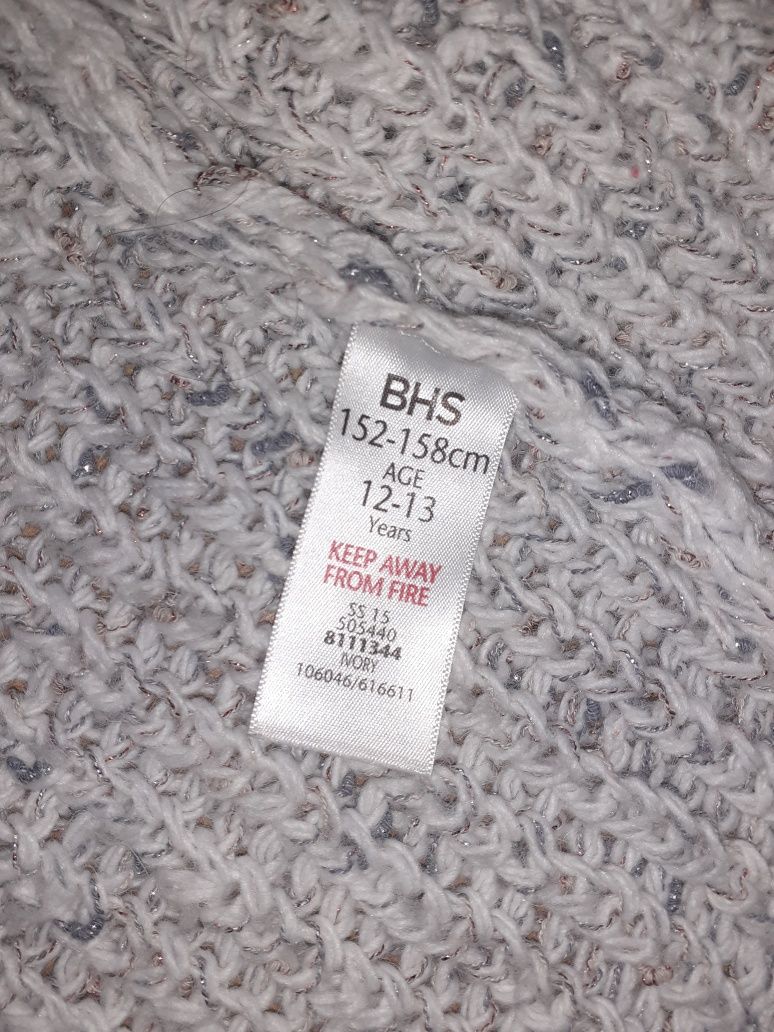 BHS
152-158cm
AGE
12-13
Years
KEEP AWAY
FROM FIRE
SS 15
505440
8111344
IVORY
106046/616611